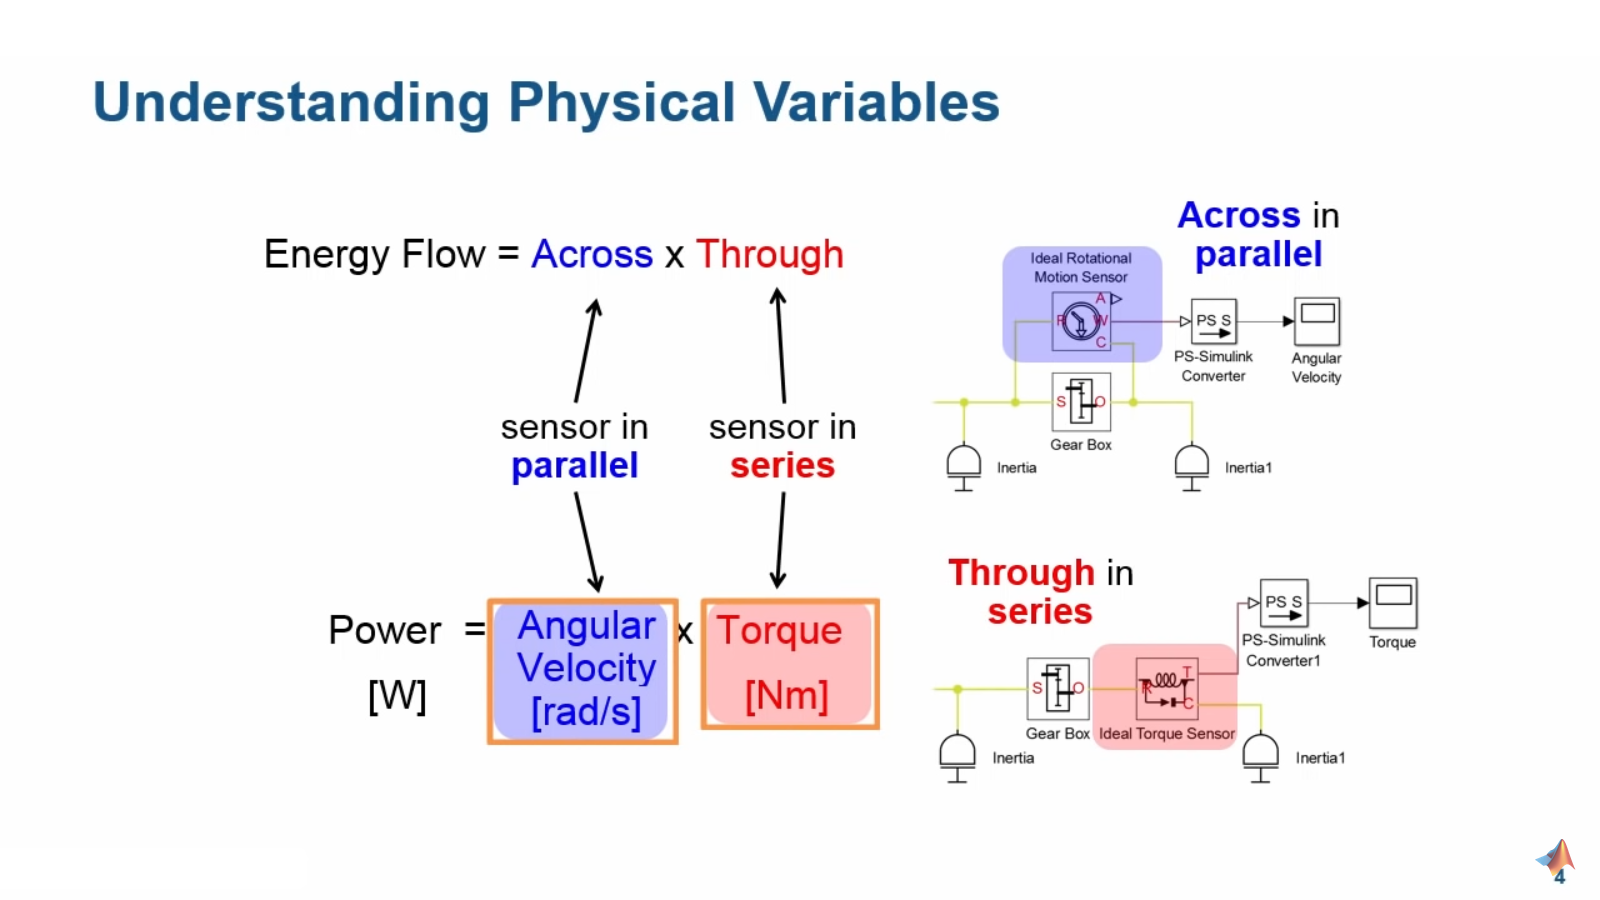 Understanding Physical Variables
Energy Flow = Across x Through
sensor in
parallel
sensor in
series
Power =
[W]
Angular
Velocity
[rad/s]
x
Torque
[Nm]
Across in
parallel
Ideal Rotational
Motion Sensor
A
R
W
C
PS S
PS-Simulink
Converter
Angular
Velocity
S
O
Gear Box
Inertia
Inertia1
Through in
series
PS S
PS-Simulink
Converter1
Torque
S
O
Gear Box
R
T
C
Ideal Torque Sensor
Inertia
Inertia1
4